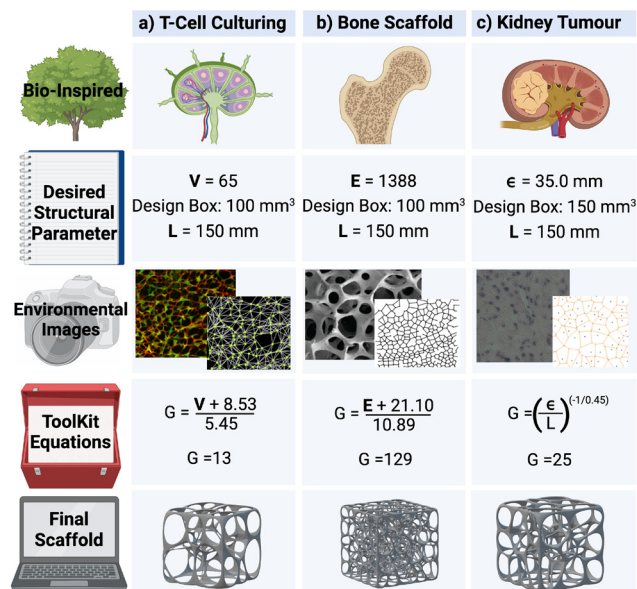 a) T-Cell Culturing
b) Bone Scaffold
c) Kidney Tumour
Bio-Inspired
Desired
Structural
Parameter
V = 65
Design Box: 100 mm³
L = 150 mm
E = 1388
Design Box: 100 mm³
L = 150 mm
ϵ = 35.0 mm
Design Box: 150 mm³
L = 150 mm
Environmental
Images
ToolKit
Equations
G = (V + 8.53)/5.45
G =13
G = (E + 21.10)/10.89
G =129
G =(ϵ/L)^(-1/0.45)
G =25
Final
Scaffold